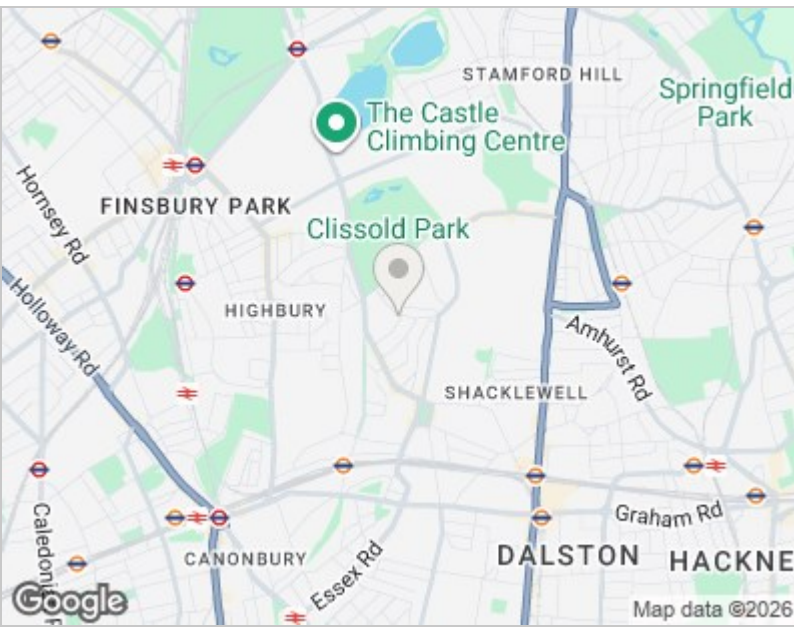 STAMFORD HILL
Springfield
Park
The Castle
Climbing Centre
Hornsey Rd
FINSBURY PARK
Clissold Park
Holloway Rd
HIGHBURY
Amhurst Rd
SHACKLEWELL
Caledonia
Graham Rd
CANONBURY
Essex Rd
DALSTON
HACKNE
Google
Map data ©2026